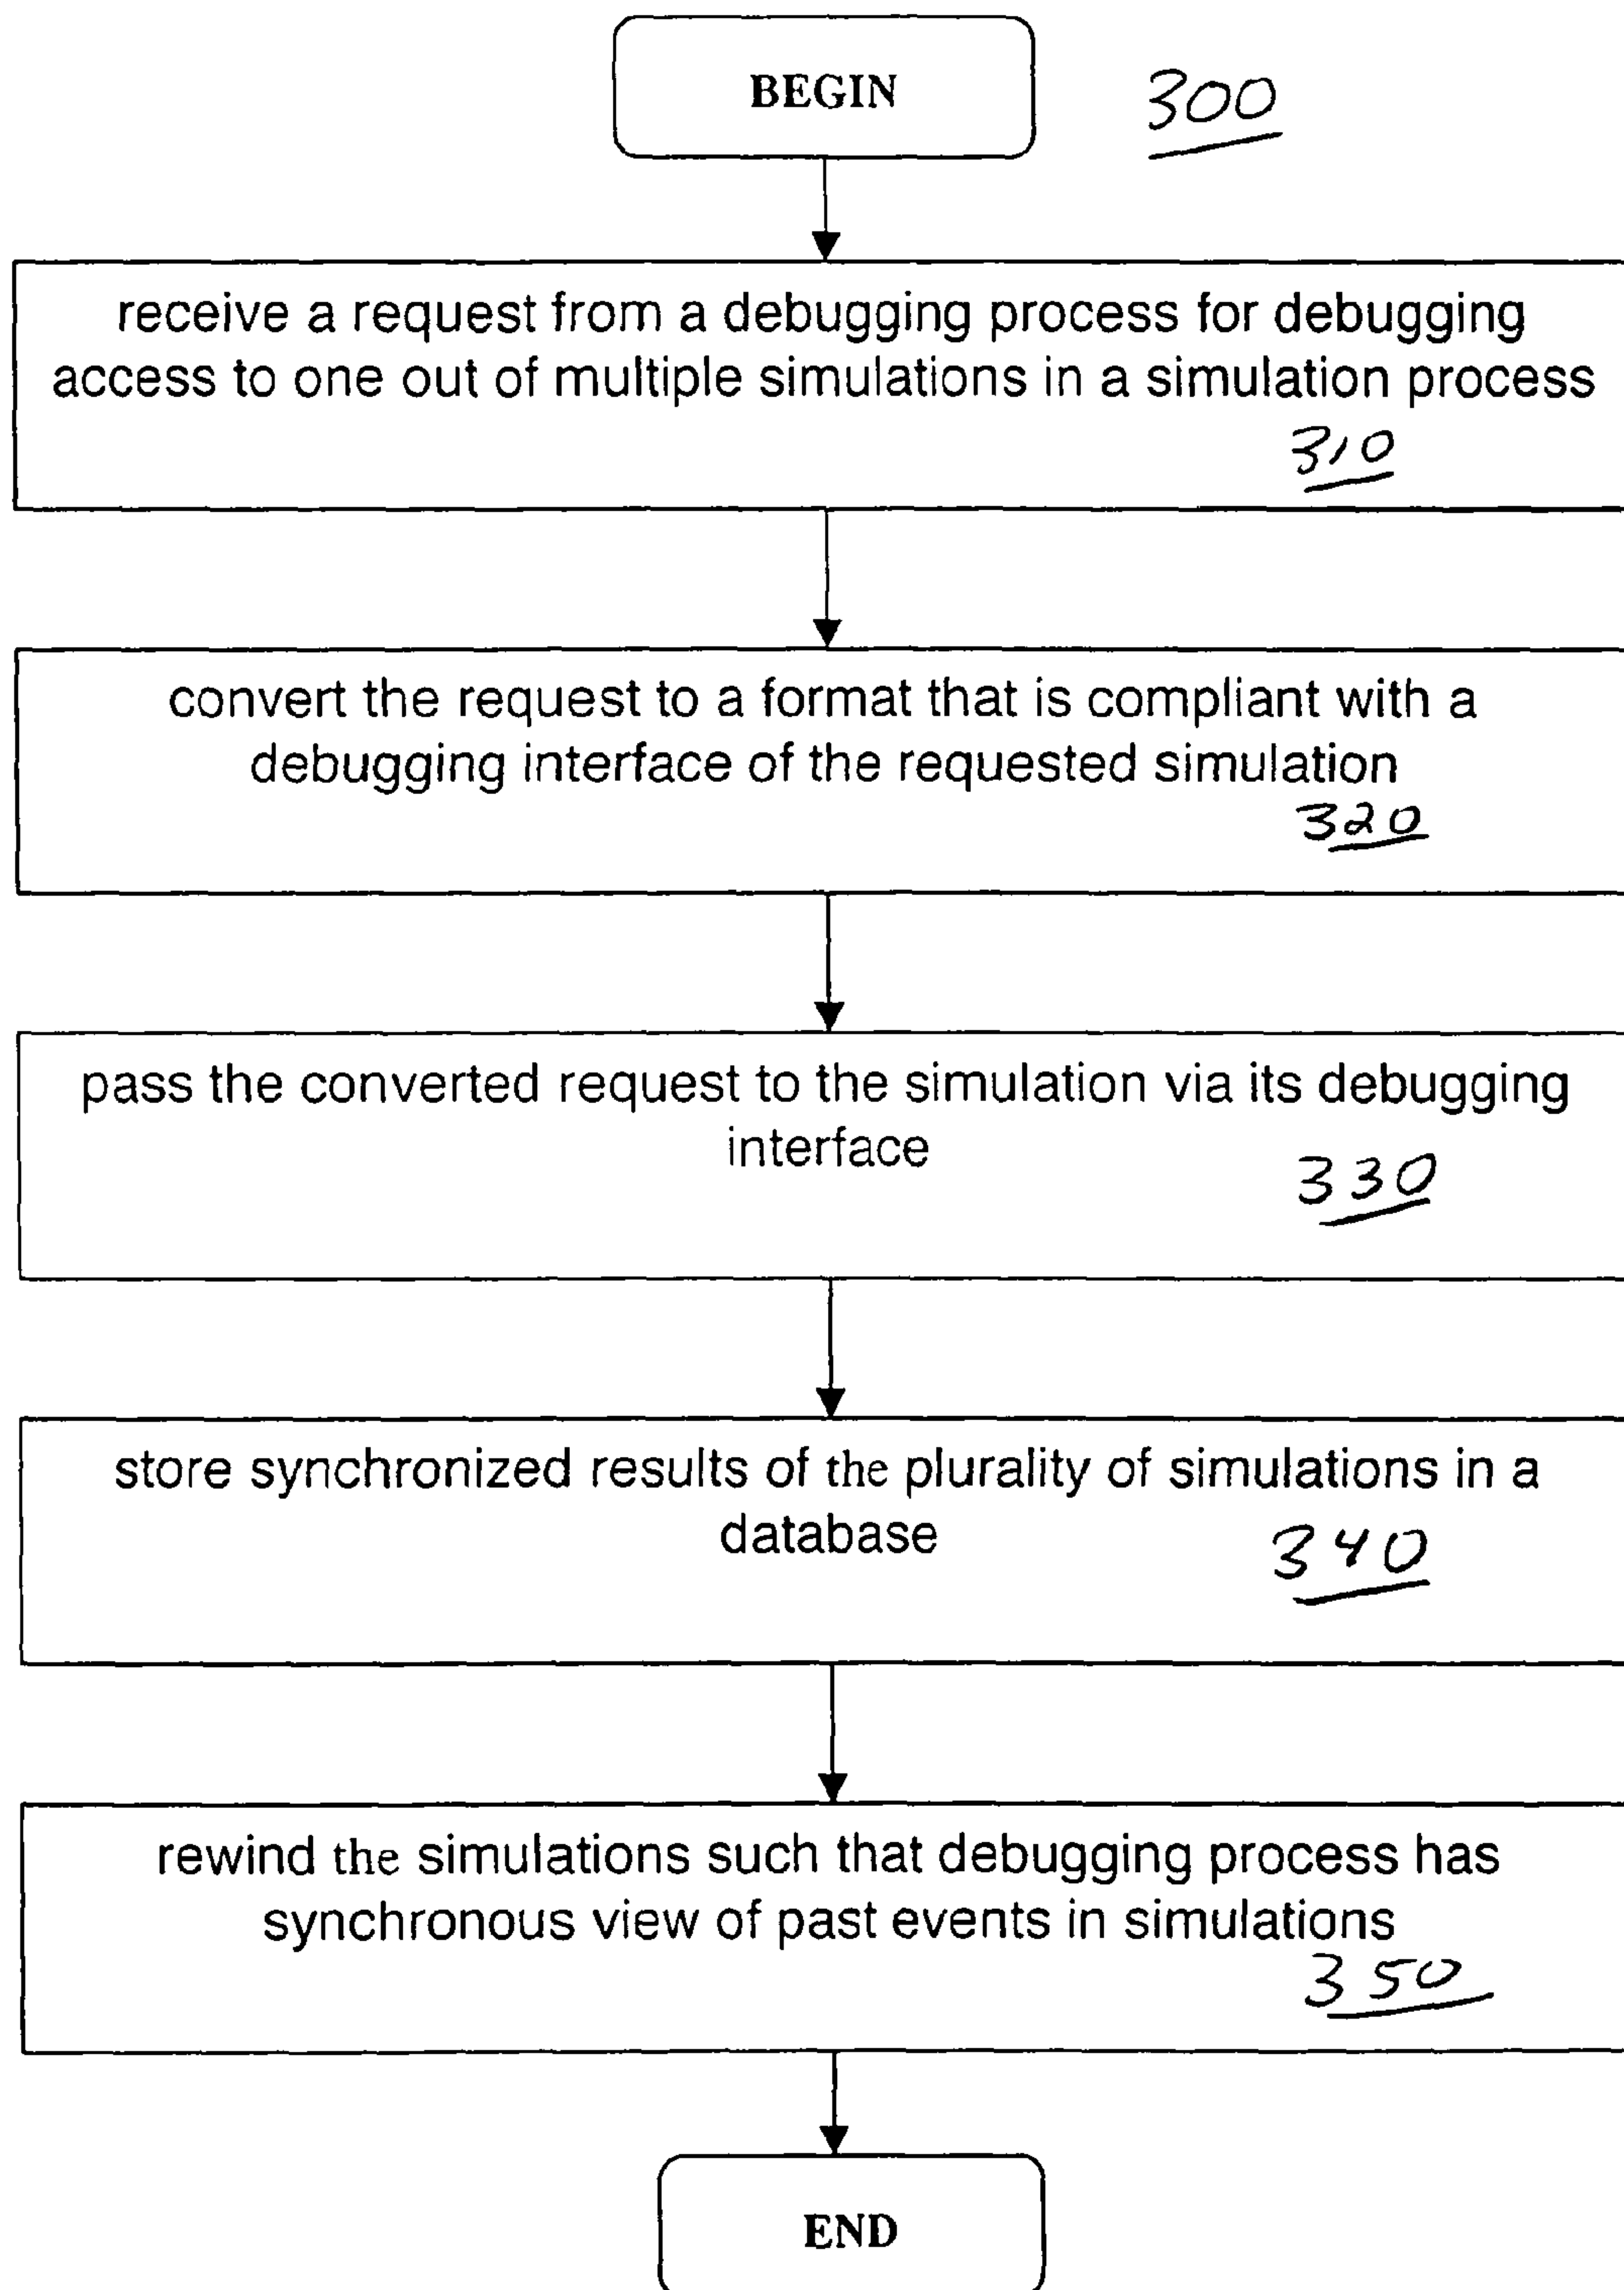 BEGIN
300
receive a request from a debugging process for debugging
access to one out of multiple simulations in a simulation process
310
convert the request to a format that is compliant with a
debugging interface of the requested simulation
320
pass the converted request to the simulation via its debugging
interface
330
store synchronized results of the plurality of simulations in a
database
340
rewind the simulations such that debugging process has
synchronous view of past events in simulations
350
END